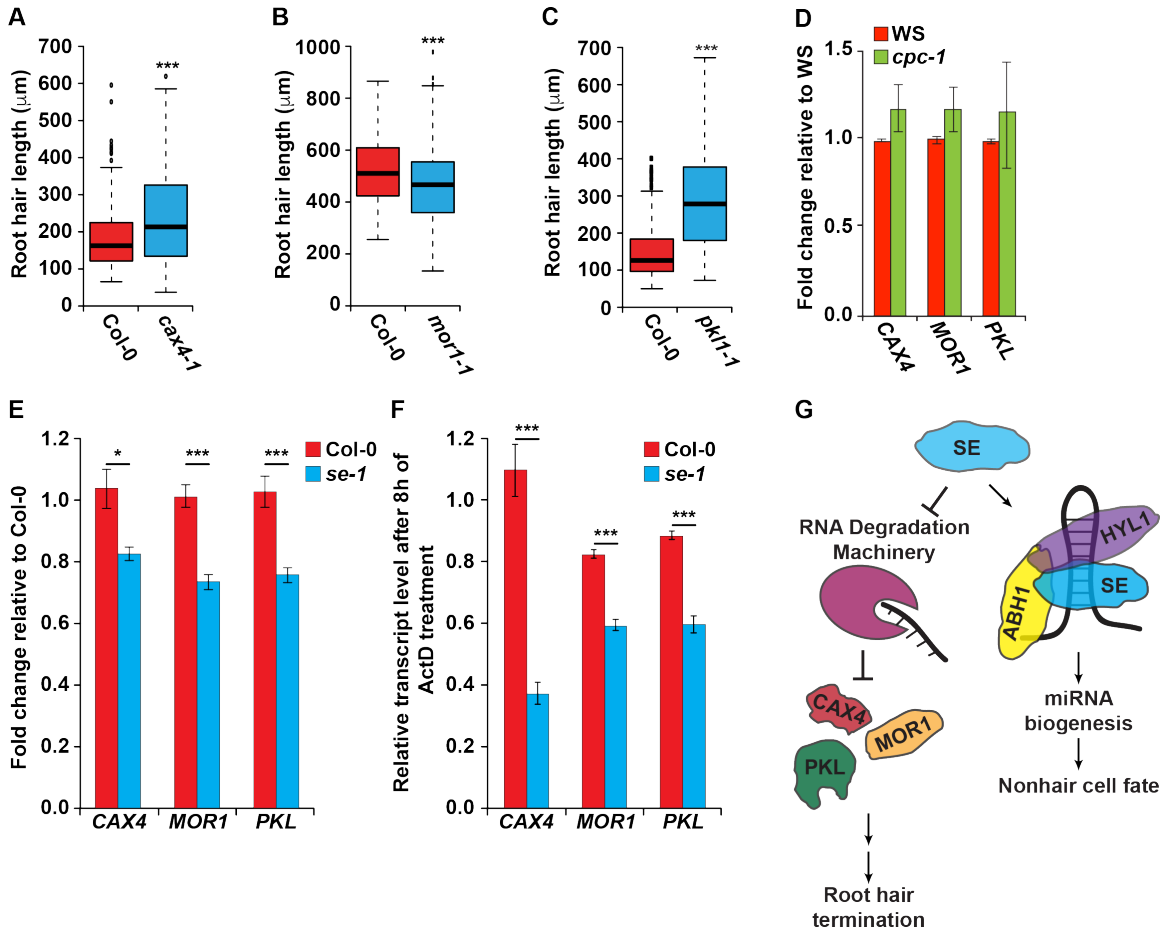 A
Root hair length (μm)
700
600
500
400
300
200
100
0
***
Col-0
cax4-1
B
Root hair length (μm)
1000
800
600
400
200
0
***
Col-0
mor1-1
C
Root hair length (μm)
700
600
500
400
300
200
100
0
***
Col-0
pkl1-1
D
Fold change relative to WS
WS
cpc-1
1.5
1.0
0.5
0.0
CAX4
MOR1
PKL
E
Fold change relative to Col-0
1.2
1.0
0.8
0.6
0.4
0.2
0.0
Col-0
se-1
*
***
***
CAX4
MOR1
PKL
F
Relative transcript level after 8h of
ActD treatment
1.2
1.0
0.8
0.6
0.4
0.2
0.0
Col-0
se-1
***
***
***
CAX4
MOR1
PKL
G
SE
RNA Degradation
Machinery
CAX4
MOR1
PKL
Root hair
termination
HYL1
SE
ABH1
miRNA
biogenesis
Nonhair cell fate